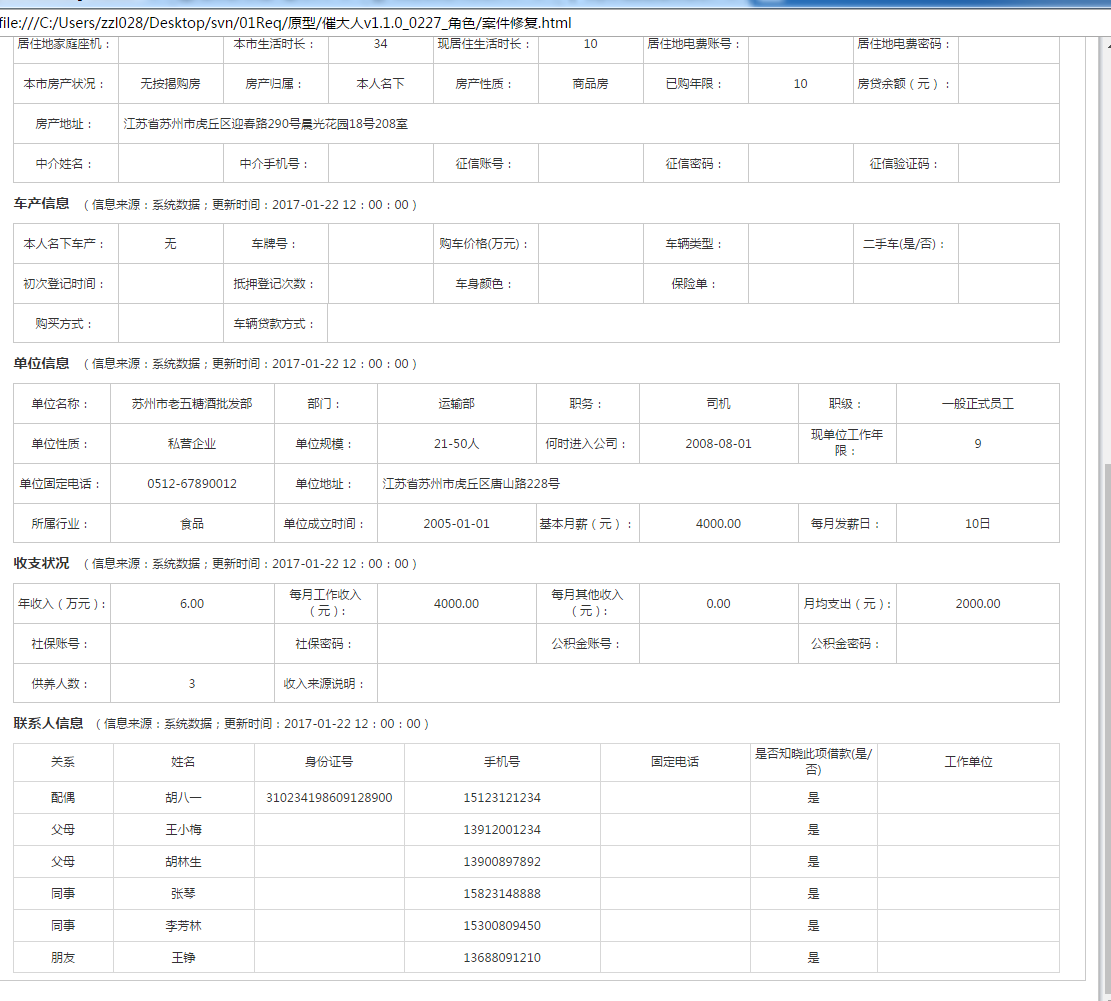 file:///C:/Users/zzl028/Desktop/svn/01Req/原型/催大人v1.1.0_0227_角色/案件修复.html
居住地家庭座机： 本市生活时长： 34 现居住生活时长： 10 居住地电费账号： 居住地电费密码：
本市房产状况： 无按揭购房 房产归属： 本人名下 房产性质： 商品房 已购年限： 10 房贷余额（元）：
房产地址： 江苏省苏州市虎丘区迎春路290号晨光花园18号208室
中介姓名： 中介手机号： 征信账号： 征信密码： 征信验证码：
车产信息 （信息来源：系统数据；更新时间：2017-01-22 12：00：00）
本人名下车产： 无 车牌号： 购车价格(万元)： 车辆类型： 二手车(是/否)：
初次登记时间： 抵押登记次数： 车身颜色： 保险单：
购买方式： 车辆贷款方式：
单位信息 （信息来源：系统数据；更新时间：2017-01-22 12：00：00）
单位名称： 苏州市老五糖酒批发部 部门： 运输部 职务： 司机 职级： 一般正式员工
单位性质： 私营企业 单位规模： 21-50人 何时进入公司： 2008-08-01 现单位工作年
限： 9
单位固定电话： 0512-67890012 单位地址： 江苏省苏州市虎丘区唐山路228号
所属行业： 食品 单位成立时间： 2005-01-01 基本月薪（元）： 4000.00 每月发薪日： 10日
收支状况 （信息来源：系统数据；更新时间：2017-01-22 12：00：00）
年收入（万元）: 6.00 每月工作收入
（元）: 4000.00 每月其他收入
（元）: 0.00 月均支出（元）: 2000.00
社保账号： 社保密码： 公积金账号： 公积金密码：
供养人数： 3 收入来源说明：
联系人信息 （信息来源：系统数据；更新时间：2017-01-22 12：00：00）
关系 姓名 身份证号 手机号 固定电话 是否知晓此项借款(是/
否) 工作单位
配偶 胡八一 310234198609128900 15123121234 是
父母 王小梅 13912001234 是
父母 胡林生 13900897892 是
同事 张琴 15823148888 是
同事 李芳林 15300809450 是
朋友 王铮 13688091210 是